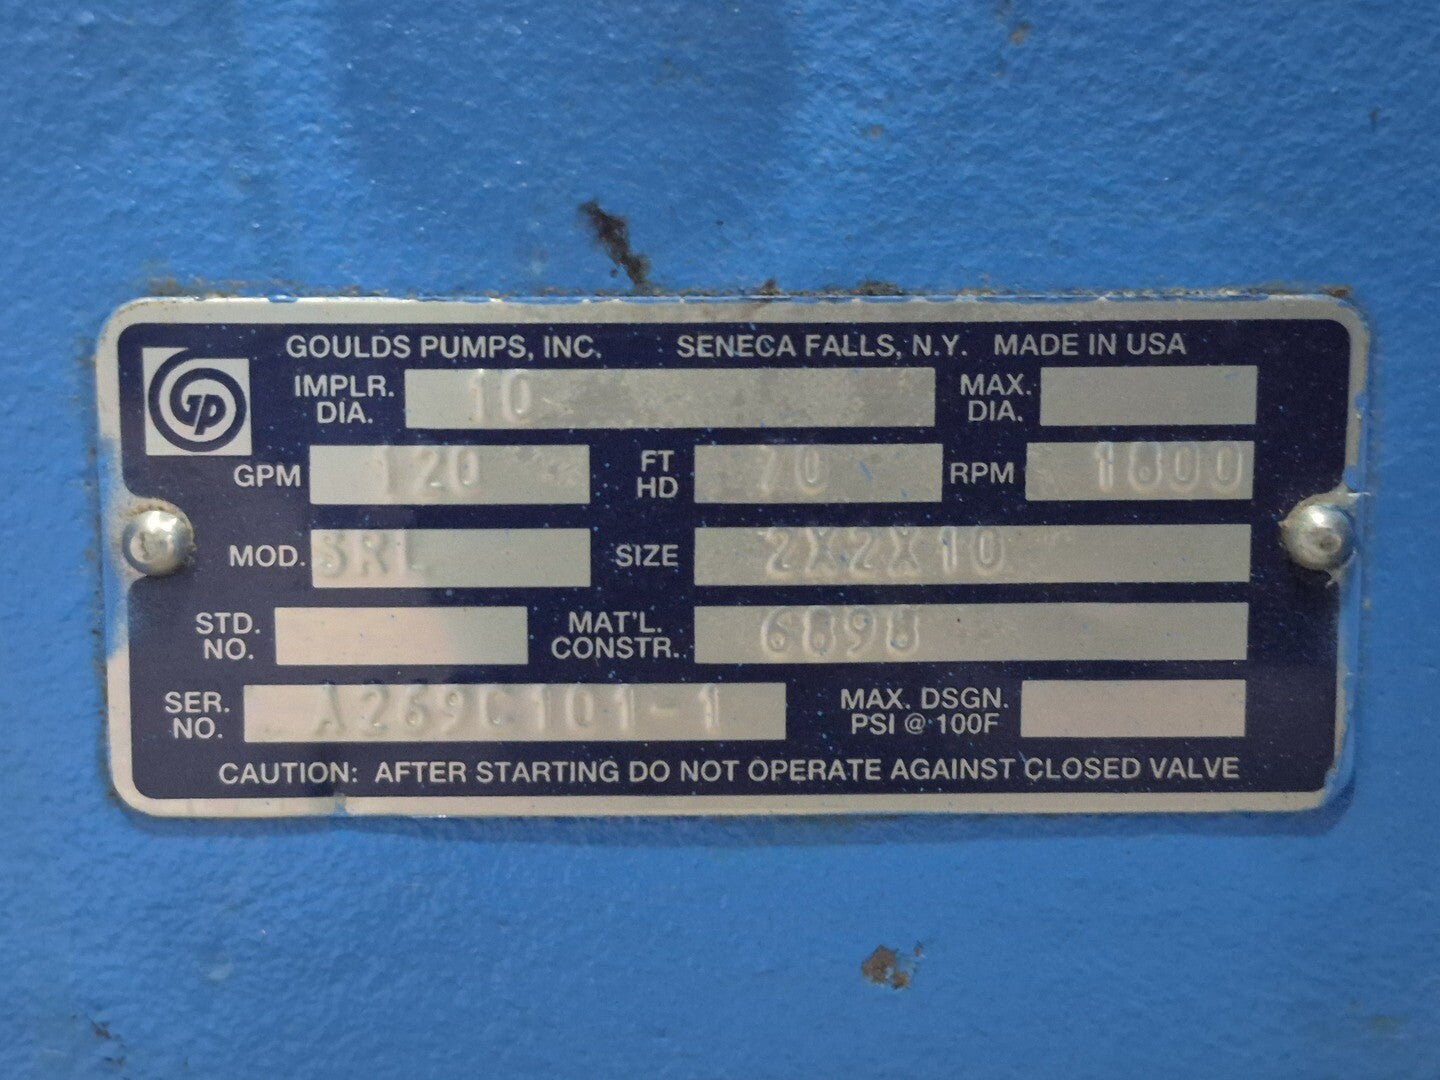 GOULDS PUMPS, INC. SENECA FALLS, N.Y. MADE IN USA
GP
IMPLR. DIA. 10 MAX. DIA.
GPM 120 FT HD 70 RPM 1800
MOD. SRL SIZE 2X2X10
STD. NO. MAT'L. CONSTR. 6898
SER. NO. A269C101-1 MAX. DSGN. PSI @ 100F
CAUTION: AFTER STARTING DO NOT OPERATE AGAINST CLOSED VALVE